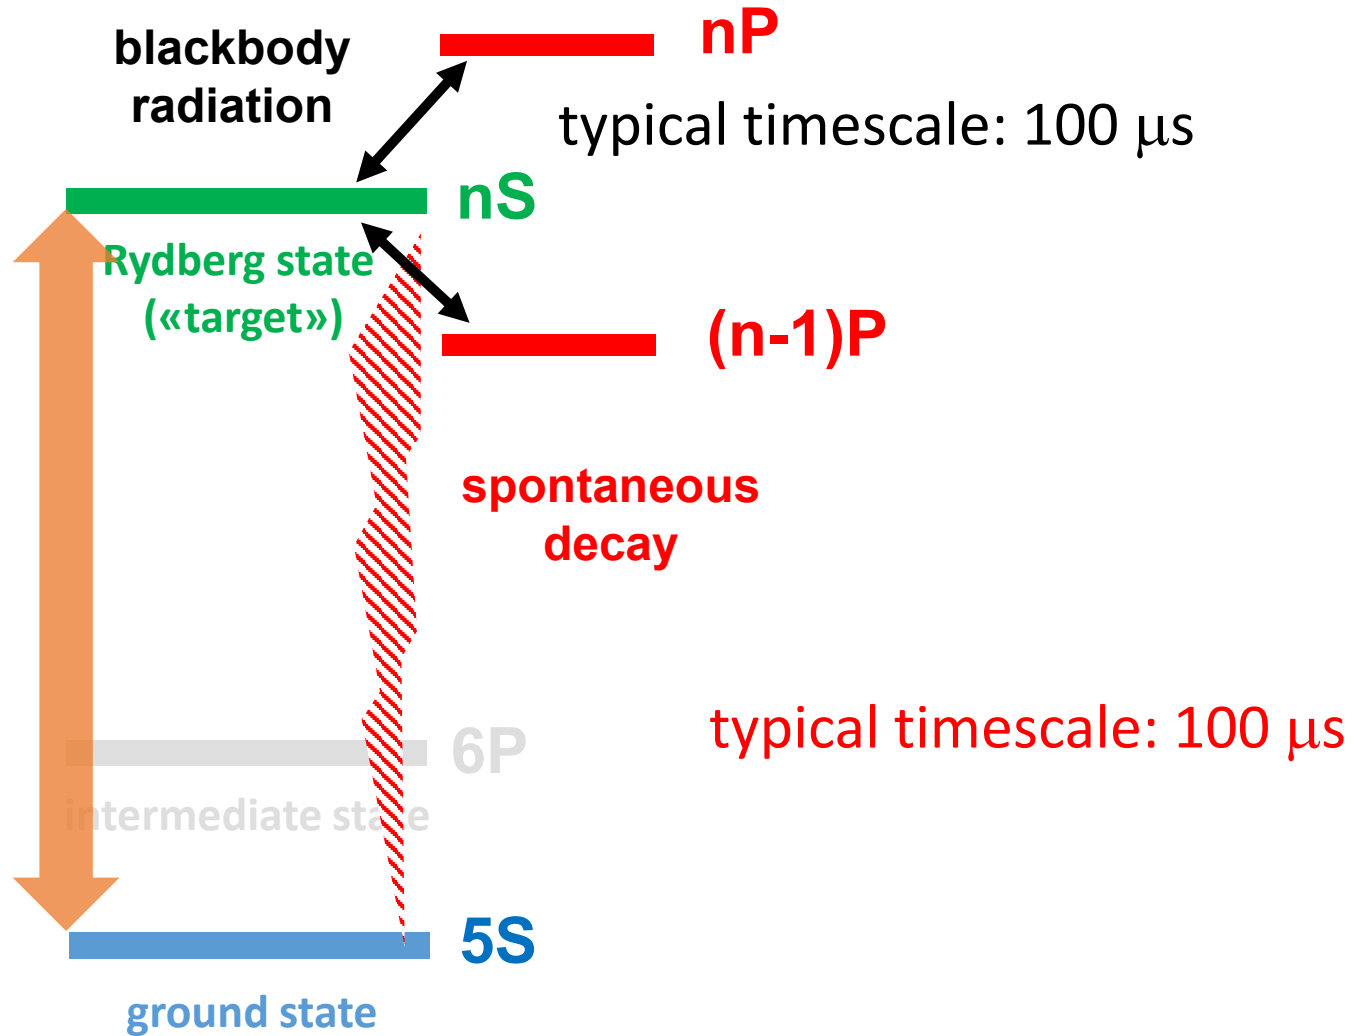 nP
blackbody
radiation
typical timescale: 100 μs
nS
Rydberg state
(«target»)
(n-1)P
spontaneous
decay
typical timescale: 100 μs
6P
intermediate state
5S
ground state